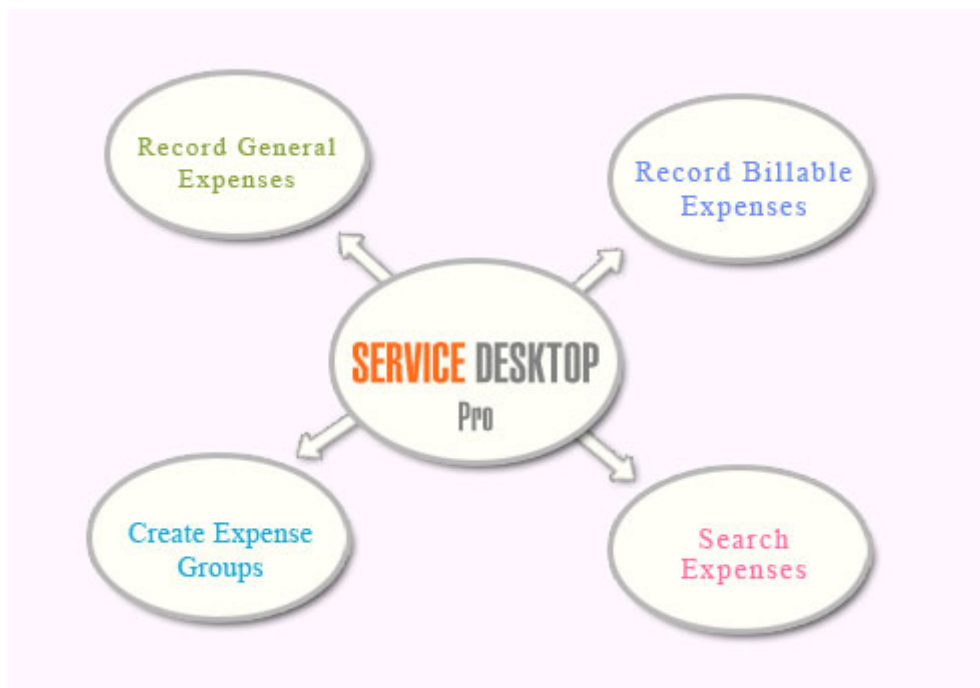 Record General
Expenses
Record Billable
Expenses
SERVICE DESKTOP
Pro
Create Expense
Groups
Search
Expenses